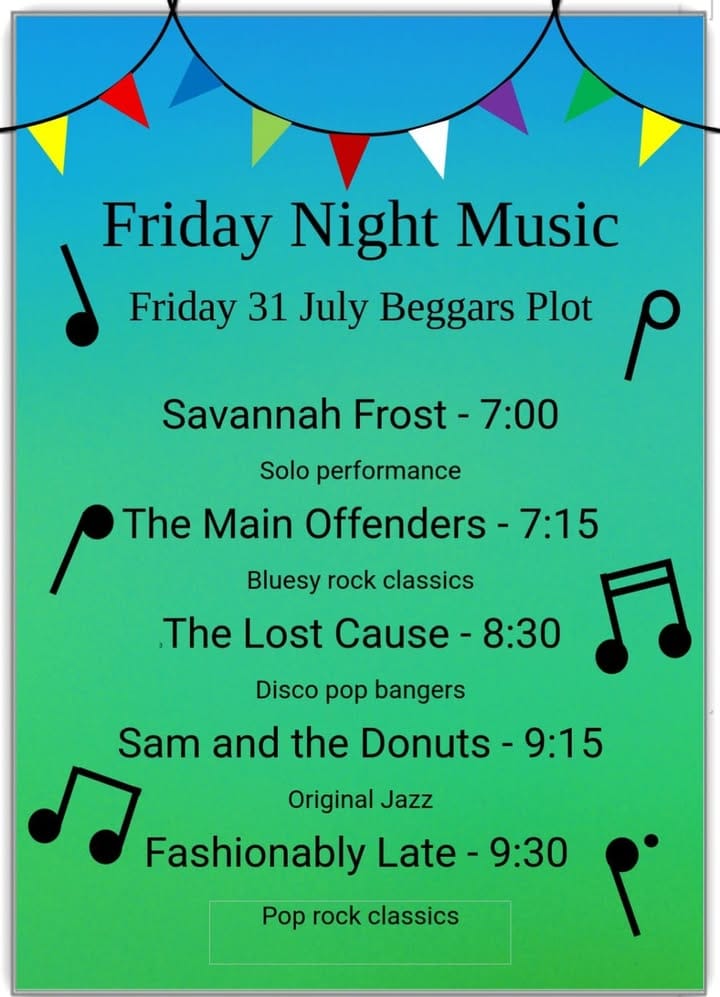 Friday Night Music
Friday 31 July Beggars Plot
Savannah Frost - 7:00
Solo performance
The Main Offenders - 7:15
Bluesy rock classics
The Lost Cause - 8:30
Disco pop bangers
Sam and the Donuts - 9:15
Original Jazz
Fashionably Late - 9:30
Pop rock classics